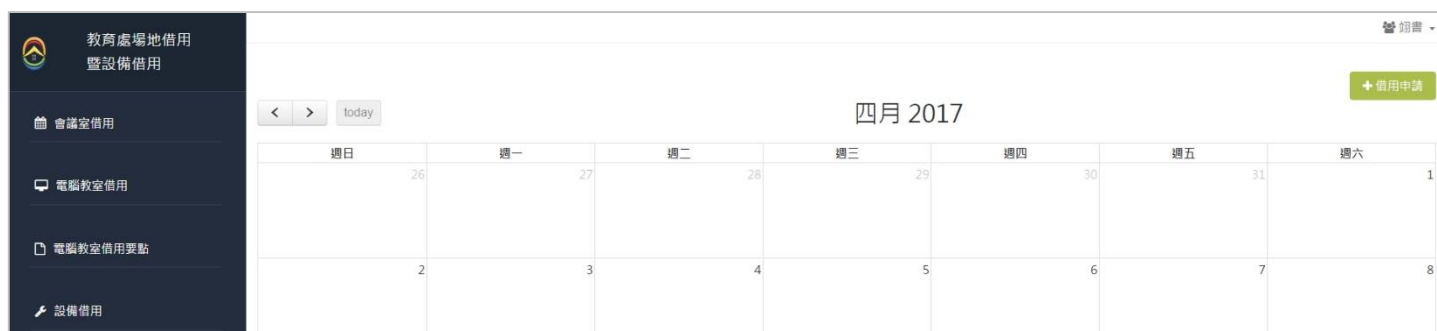 教育處場地借用
暨設備借用
會議室借用
電腦教室借用
電腦教室借用要點
設備借用
翊書
借用申請
today
四月 2017
週日 週一 週二 週三 週四 週五 週六
26 27 28 29 30 31 1
2 3 4 5 6 7 8